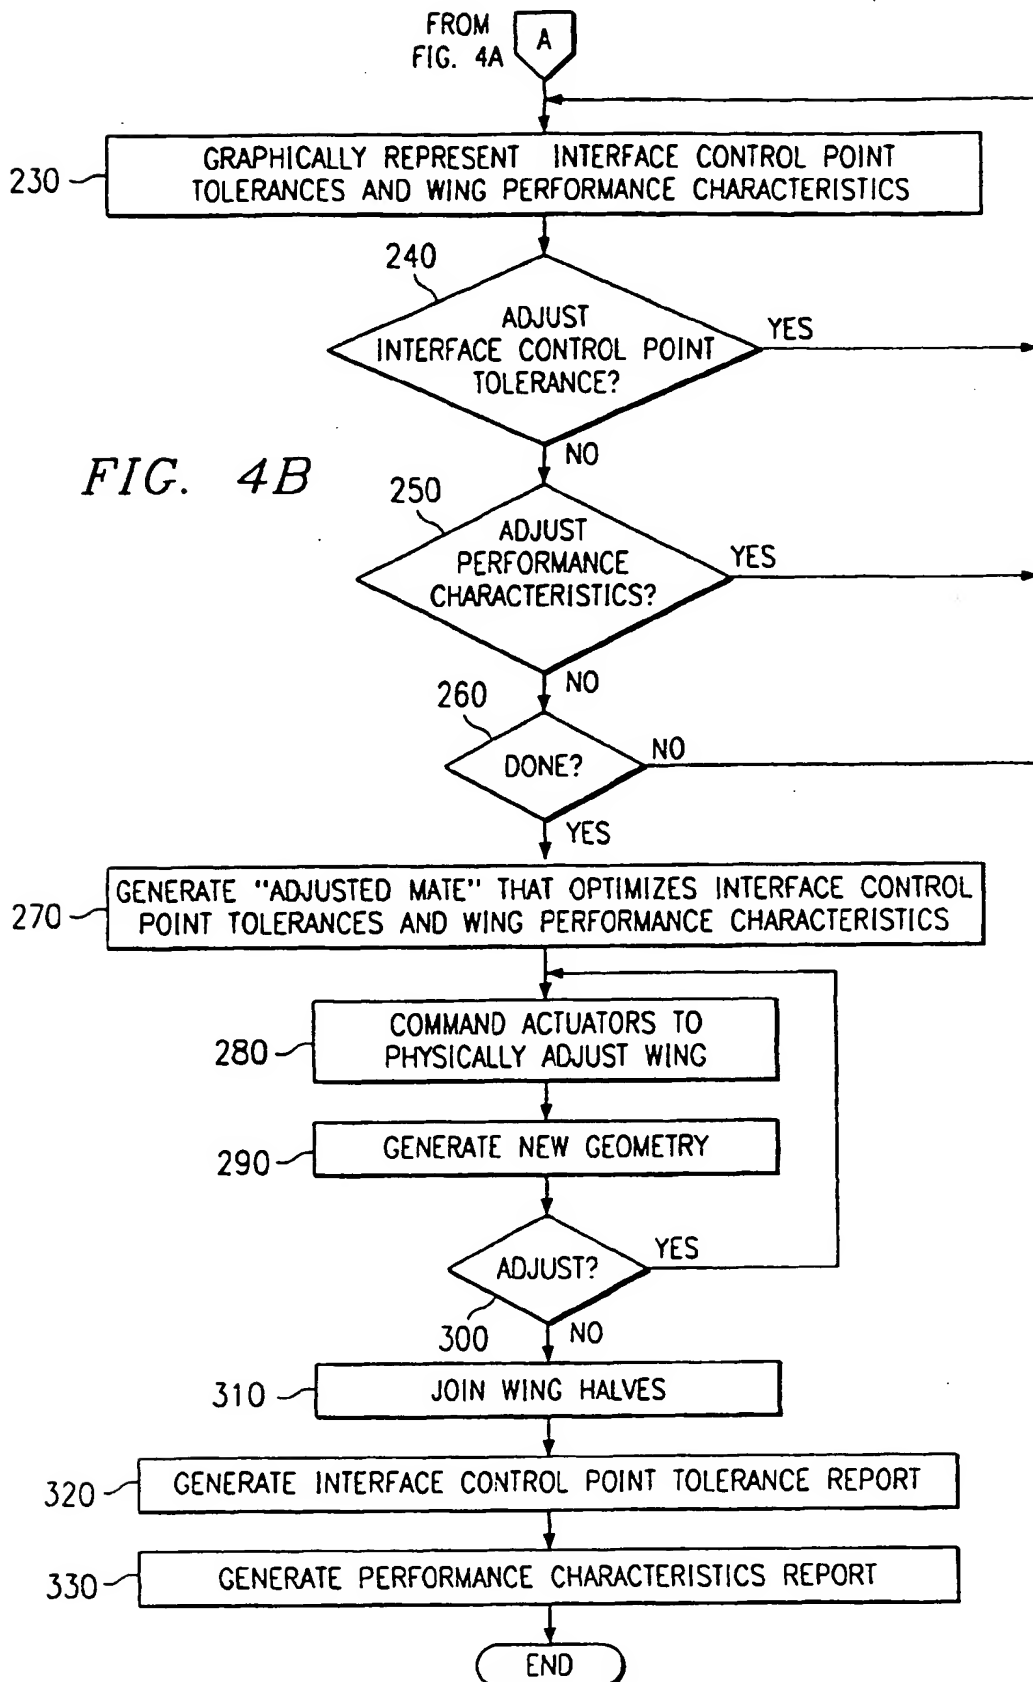 FROM
FIG. 4A
A
230
GRAPHICALLY REPRESENT INTERFACE CONTROL POINT
TOLERANCES AND WING PERFORMANCE CHARACTERISTICS
240
ADJUST
INTERFACE CONTROL POINT
TOLERANCE?
YES
NO
FIG. 4B
250
ADJUST
PERFORMANCE
CHARACTERISTICS?
YES
NO
260
DONE?
NO
YES
270
GENERATE "ADJUSTED MATE" THAT OPTIMIZES INTERFACE CONTROL
POINT TOLERANCES AND WING PERFORMANCE CHARACTERISTICS
280
COMMAND ACTUATORS TO
PHYSICALLY ADJUST WING
290
GENERATE NEW GEOMETRY
ADJUST?
YES
300
NO
310
JOIN WING HALVES
320
GENERATE INTERFACE CONTROL POINT TOLERANCE REPORT
330
GENERATE PERFORMANCE CHARACTERISTICS REPORT
END